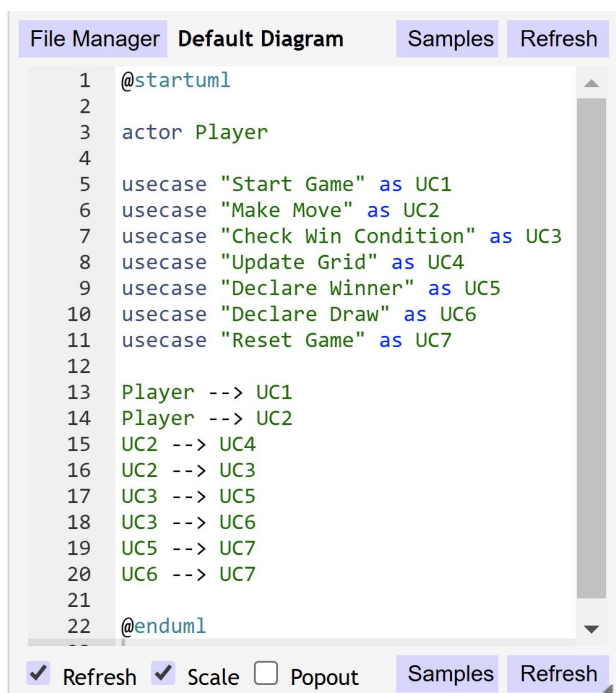 File Manager Default Diagram Samples Refresh
1 @startuml
2
3 actor Player
4
5 usecase "Start Game" as UC1
6 usecase "Make Move" as UC2
7 usecase "Check Win Condition" as UC3
8 usecase "Update Grid" as UC4
9 usecase "Declare Winner" as UC5
10 usecase "Declare Draw" as UC6
11 usecase "Reset Game" as UC7
12
13 Player --> UC1
14 Player --> UC2
15 UC2 --> UC4
16 UC2 --> UC3
17 UC3 --> UC5
18 UC3 --> UC6
19 UC5 --> UC7
20 UC6 --> UC7
21
22 @enduml
Refresh Scale Popout Samples Refresh